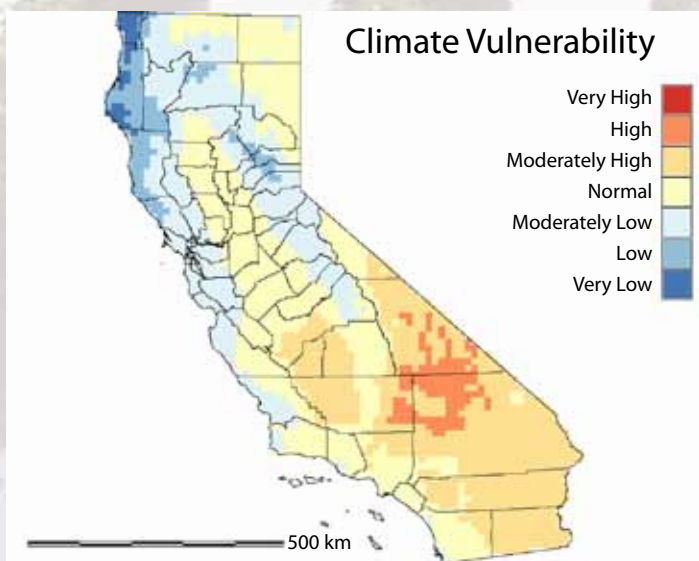 Climate Vulnerability
Very High
High
Moderately High
Normal
Moderately Low
Low
Very Low
500 km